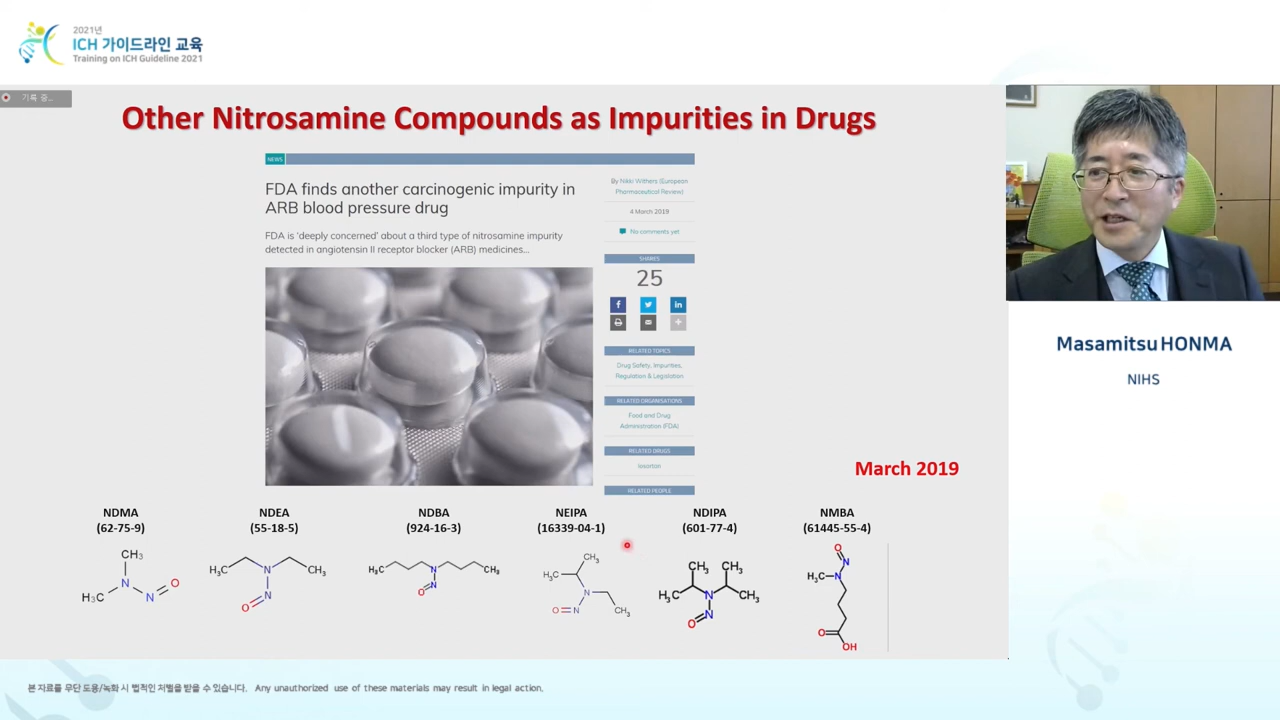 2021년
ICH 가이드라인 교육
Training on ICH Guideline 2021
기록 중...
Other Nitrosamine Compounds as Impurities in Drugs
NEWS
FDA finds another carcinogenic impurity in
ARB blood pressure drug
FDA is 'deeply concerned' about a third type of nitrosamine impurity
detected in angiotensin II receptor blocker (ARB) medicines...
By Nikki Withers (European
Pharmaceutical Review)
4 March 2019
No comments yet
SHARES
25
RELATED TOPICS
Drug Safety, Impurities,
Regulation & Legislation
RELATED ORGANISATIONS
Food and Drug
Administration (FDA)
RELATED DRUGS
losartan
RELATED PEOPLE
March 2019
NDMA
(62-75-9)
CH3
N
O
H3C
N
NDEA
(55-18-5)
H3C
N
CH3
N
O
NDBA
(924-16-3)
H3C
N
CH3
N
O
NEIPA
(16339-04-1)
CH3
H3C
N
O
N
CH3
NDIPA
(601-77-4)
CH3
CH3
H3C
N
CH3
N
O
NMBA
(61445-55-4)
O
N
H3C
N
O
OH
Masamitsu HONMA
NIHS
본 자료를 무단 도용/녹화 시 법적인 처벌을 받을 수 있습니다. Any unauthorized use of these materials may result in legal action.